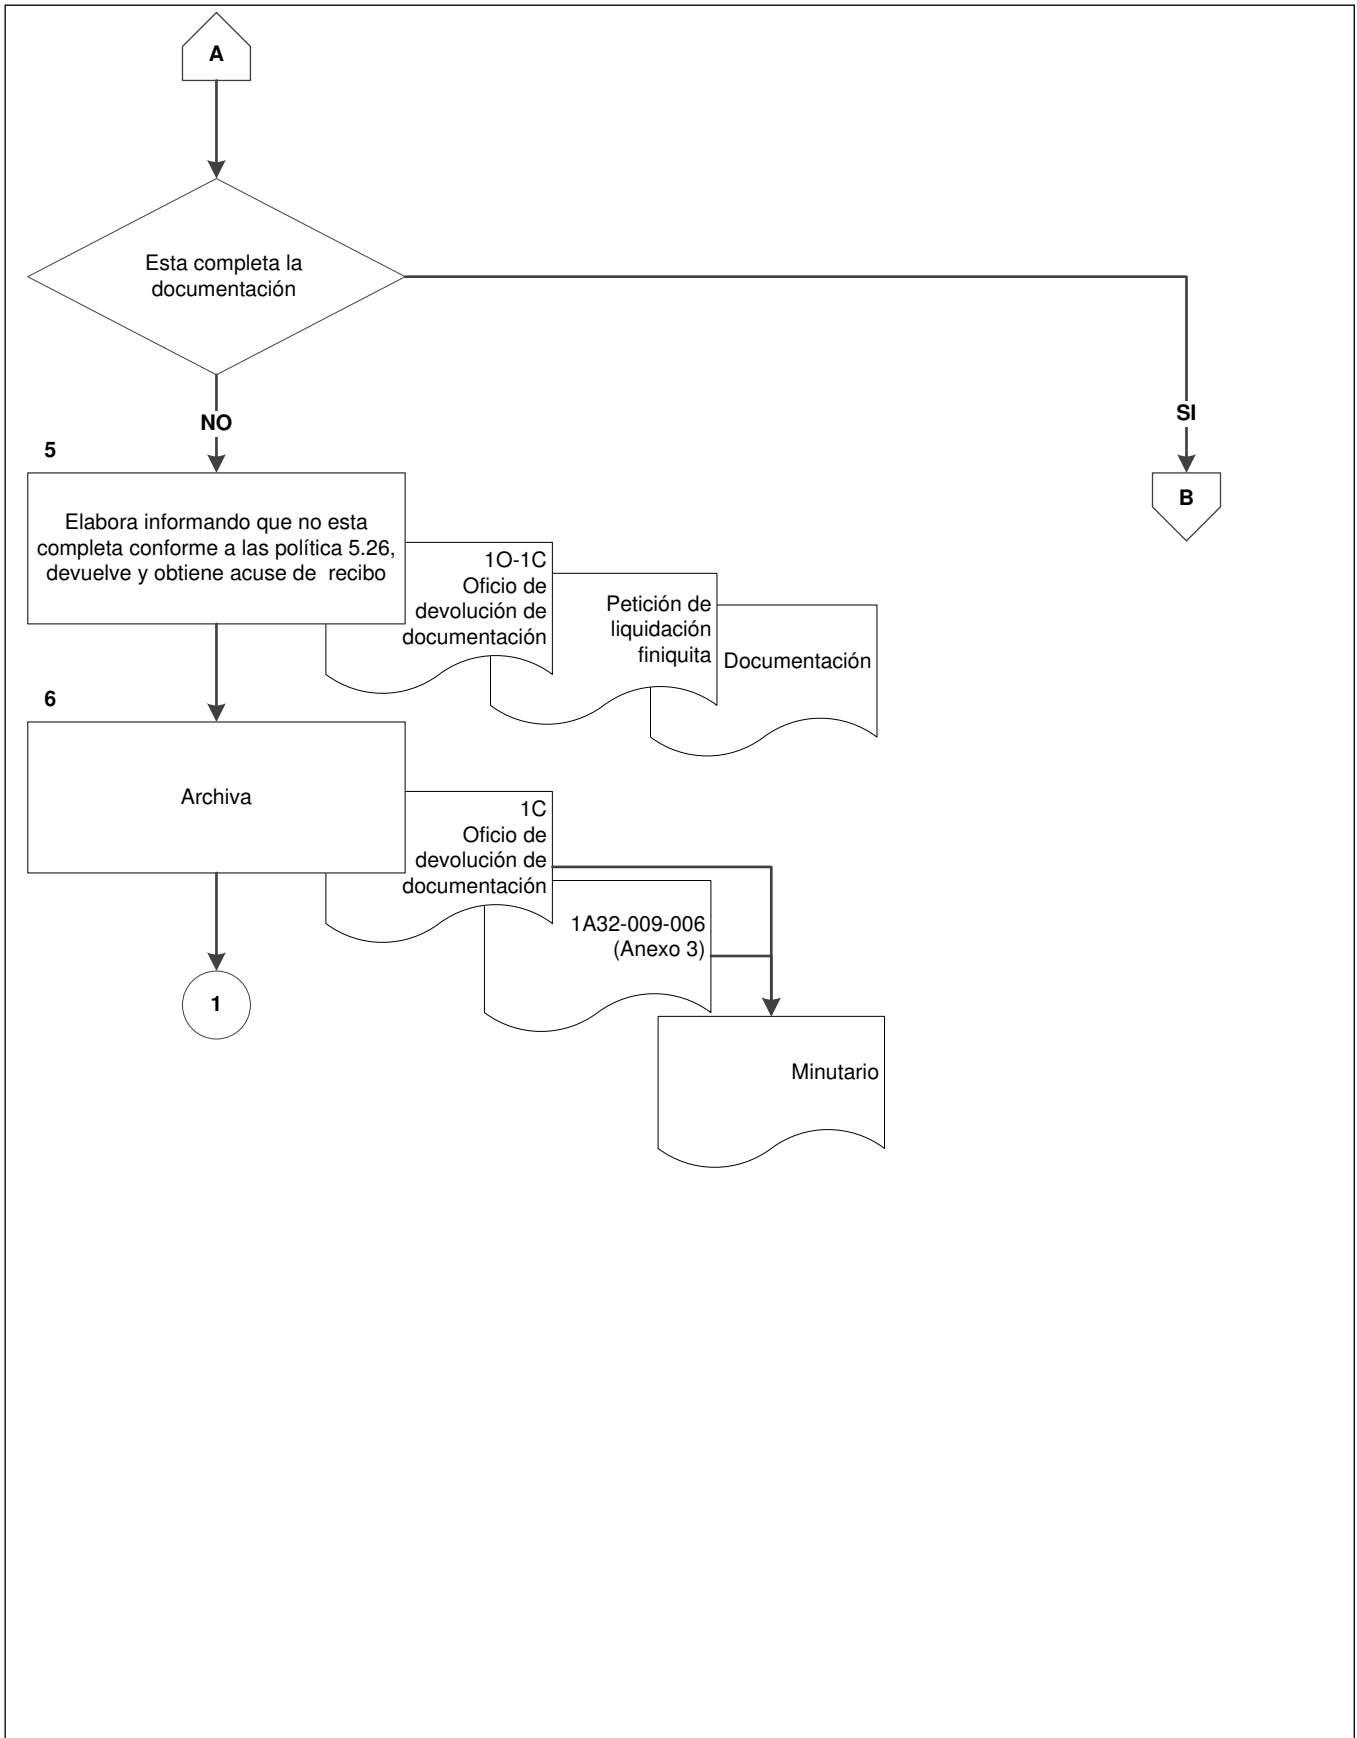 A
Esta completa la
documentación
NO
SI
5
B
Elabora informando que no esta
completa conforme a las política 5.26,
devuelve y obtiene acuse de  recibo
1O-1C
Oficio de
devolución de
documentación
Petición de
liquidación
finiquita
Documentación
6
Archiva
1C
Oficio de
devolución de
documentación
1A32-009-006
(Anexo 3)
1
Minutario